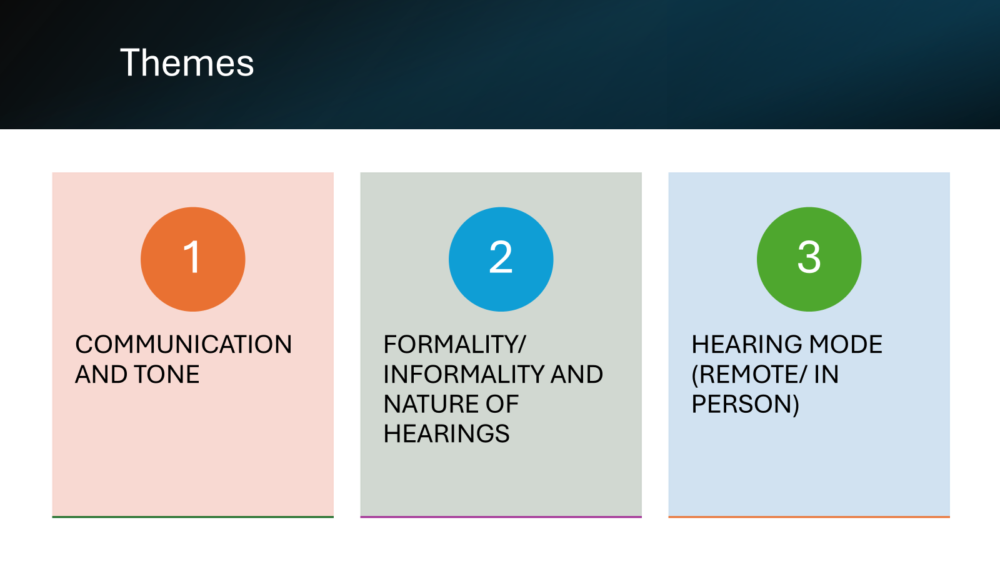 Themes
1
COMMUNICATION
AND TONE
2
FORMALITY/
INFORMALITY AND
NATURE OF
HEARINGS
3
HEARING MODE
(REMOTE/ IN
PERSON)